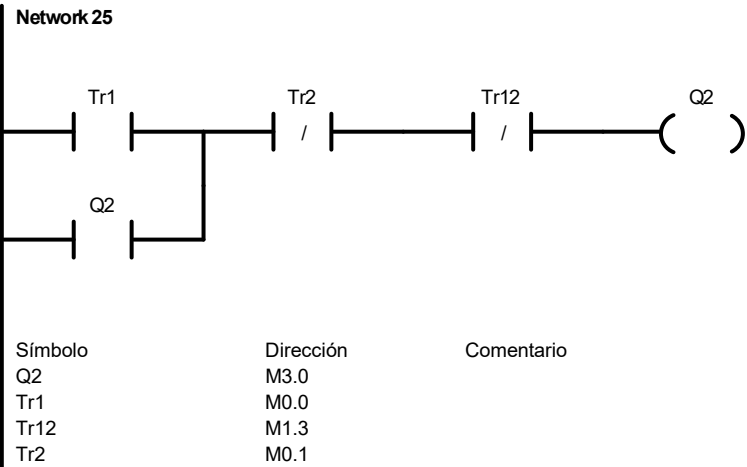 Network 25
Tr1 Tr2 Tr12 Q2
/ /
Q2
Símbolo Dirección Comentario
Q2 M3.0
Tr1 M0.0
Tr12 M1.3
Tr2 M0.1